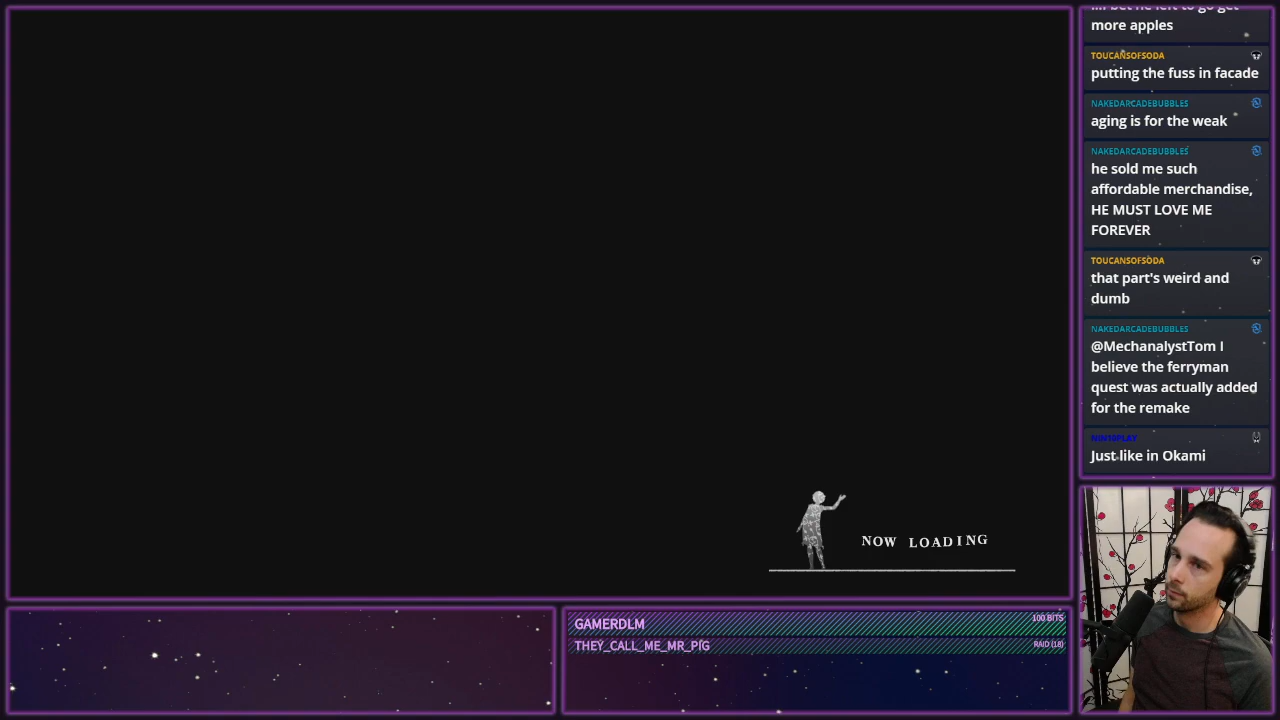 more apples
TOUCANSOFSODA
putting the fuss in facade
NAKEDARCADEBUBBLES
aging is for the weak
NAKEDARCADEBUBBLES
he sold me such
affordable merchandise,
HE MUST LOVE ME
FOREVER
TOUCANSOFSODA
that part's weird and
dumb
NAKEDARCADEBUBBLES
@MechanalystTom I
believe the ferryman
quest was actually added
for the remake
Just like in Okami
NOW LOADING
GAMERDLM
100 BITS
THEY_CALL_ME_MR_PIG
RAID (18)